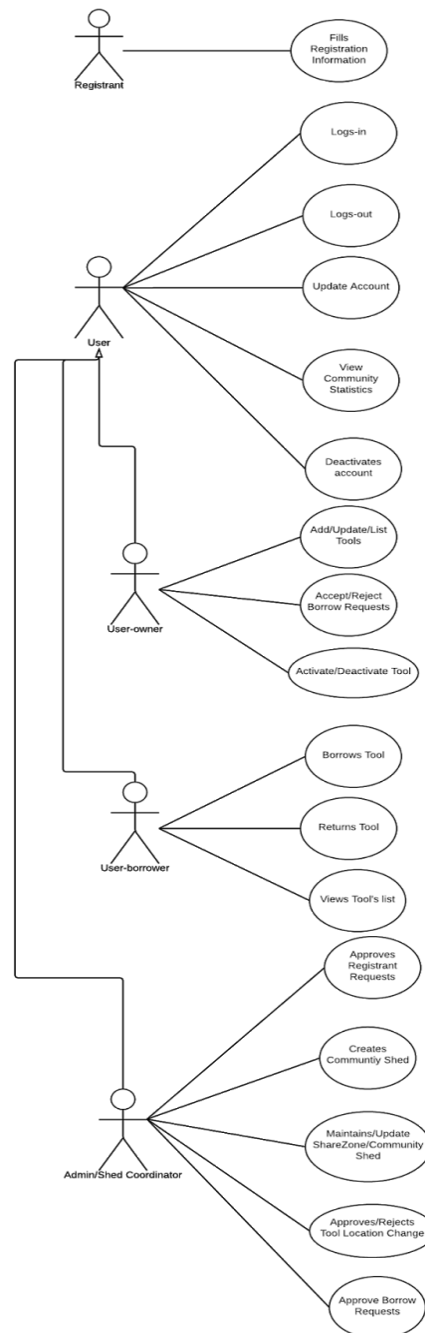 Fills
Registration
Information
Registrant
Logs-in
Logs-out
Update Account
User
View
Community
Statistics
Deactivates
account
Add/Update/List
Tools
Accept/Reject
Borrow Requests
User-owner
Activate/Deactivate Tool
Borrows Tool
Returns Tool
User-borrower
Views Tool's list
Approves
Registrant
Requests
Creates
Communtiy Shed
Maintains/Update
ShareZone/Community
Shed
Admin/Shed Coordinator
Approves/Rejects
Tool Location Change
Approve Borrow
Requests